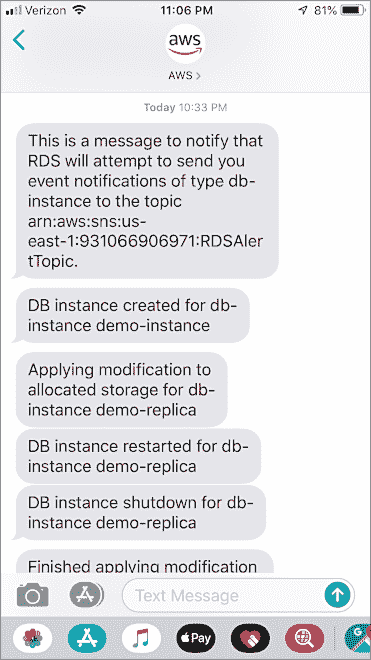 Verizon 11:06 PM 81%
aws
AWS >
Today 10:33 PM
This is a message to notify that
RDS will attempt to send you
event notifications of type db-
instance to the topic
arn:aws:sns:us-
east-1:931066906971:RDSAler
tTopic.
DB instance created for db-
instance demo-instance
Applying modification to
allocated storage for db-
instance demo-replica
DB instance restarted for db-
instance demo-replica
DB instance shutdown for db-
instance demo-replica
Finished applying modification
Text Message
Pay
G